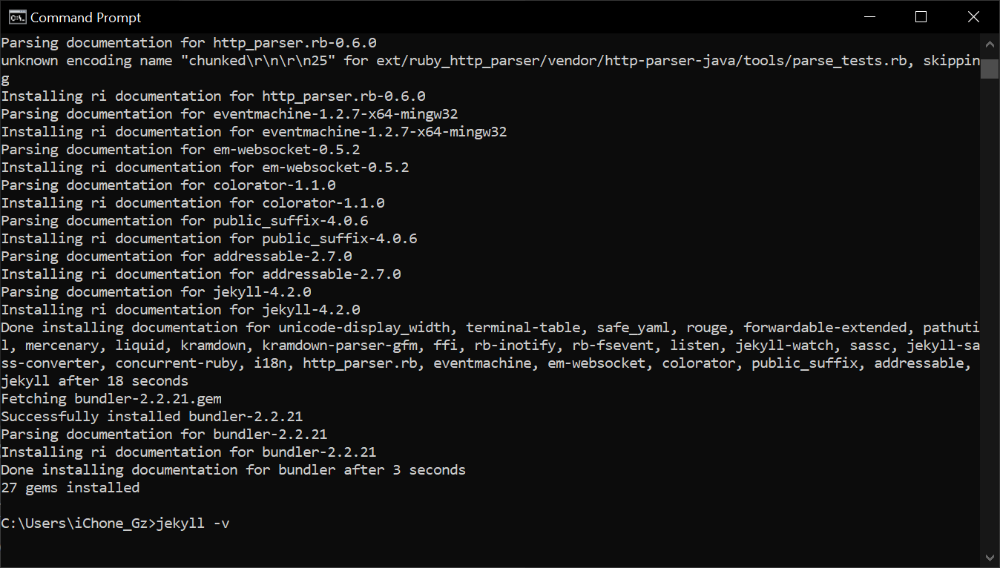 Command Prompt
Parsing documentation for http_parser.rb-0.6.0
unknown encoding name "chunked\r\n\r\n25" for ext/ruby_http_parser/vendor/http-parser-java/tools/parse_tests.rb, skippin
g
Installing ri documentation for http_parser.rb-0.6.0
Parsing documentation for eventmachine-1.2.7-x64-mingw32
Installing ri documentation for eventmachine-1.2.7-x64-mingw32
Parsing documentation for em-websocket-0.5.2
Installing ri documentation for em-websocket-0.5.2
Parsing documentation for colorator-1.1.0
Installing ri documentation for colorator-1.1.0
Parsing documentation for public_suffix-4.0.6
Installing ri documentation for public_suffix-4.0.6
Parsing documentation for addressable-2.7.0
Installing ri documentation for addressable-2.7.0
Parsing documentation for jekyll-4.2.0
Installing ri documentation for jekyll-4.2.0
Done installing documentation for unicode-display_width, terminal-table, safe_yaml, rouge, forwardable-extended, pathuti
l, mercenary, liquid, kramdown, kramdown-parser-gfm, ffi, rb-inotify, rb-fsevent, listen, jekyll-watch, sassc, jekyll-sa
ss-converter, concurrent-ruby, i18n, http_parser.rb, eventmachine, em-websocket, colorator, public_suffix, addressable,
jekyll after 18 seconds
Fetching bundler-2.2.21.gem
Successfully installed bundler-2.2.21
Parsing documentation for bundler-2.2.21
Installing ri documentation for bundler-2.2.21
Done installing documentation for bundler after 3 seconds
27 gems installed
C:\Users\iChone_Gz>jekyll -v